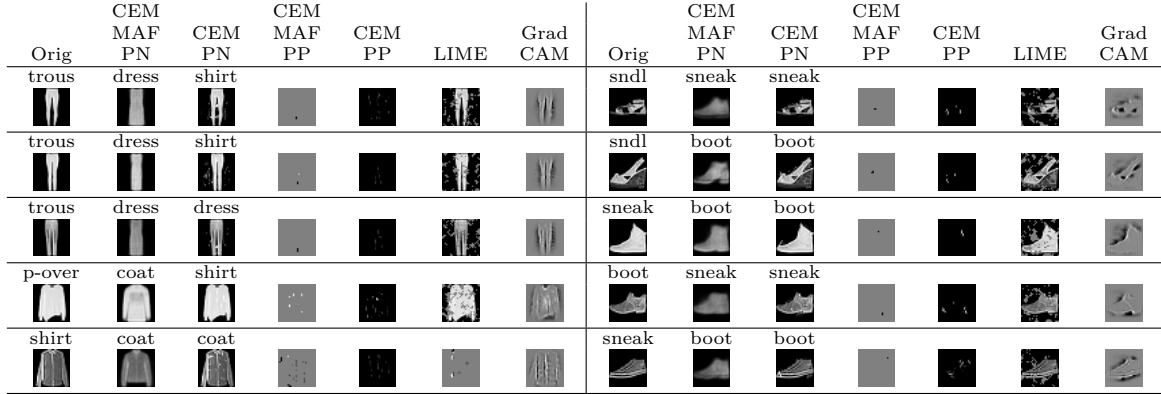 CEM CEM
MAF CEM MAF CEM Grad
Orig PN PN PP PP LIME CAM
trous dress shirt
trous dress shirt
trous dress dress
p-over coat shirt
shirt coat coat
CEM CEM
MAF CEM MAF CEM Grad
Orig PN PN PP PP LIME CAM
sndl sneak sneak
sndl boot boot
sneak boot boot
boot sneak sneak
sneak boot boot